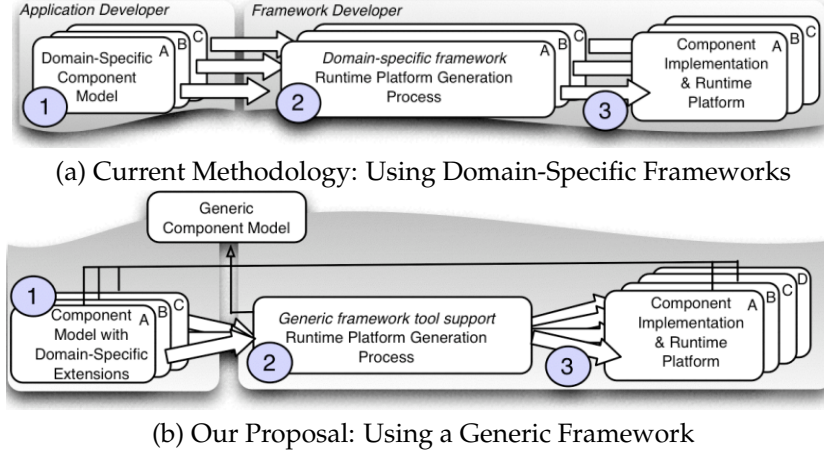 Application Developer
Framework Developer
Domain-Specific
Component
Model
A
B
C
1
Domain-specific framework
Runtime Platform Generation
Process
A
B
C
2
Component
Implementation
& Runtime
Platform
A
B
C
3
(a) Current Methodology: Using Domain-Specific Frameworks
Generic
Component Model
1
Component
Model with
Domain-Specific
Extensions
A
B
C
Generic framework tool support
Runtime Platform Generation
Process
2
3
Component
Implementation
& Runtime
Platform
A
B
C
D
(b) Our Proposal: Using a Generic Framework